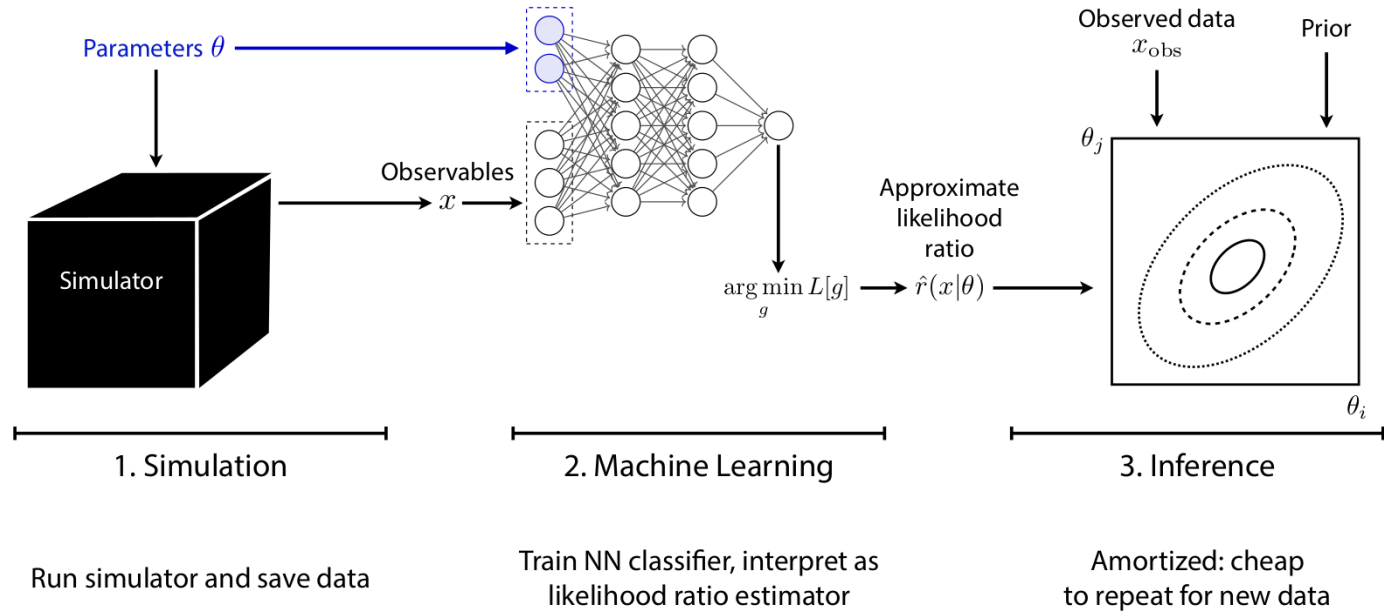 Parameters θ
Simulator
Observables
x
arg min L[g]
g
Approximate
likelihood
ratio
r̂(x|θ)
Observed data
x_obs
Prior
θ_j
θ_i
1. Simulation
2. Machine Learning
3. Inference
Run simulator and save data
Train NN classifier, interpret as
likelihood ratio estimator
Amortized: cheap
to repeat for new data